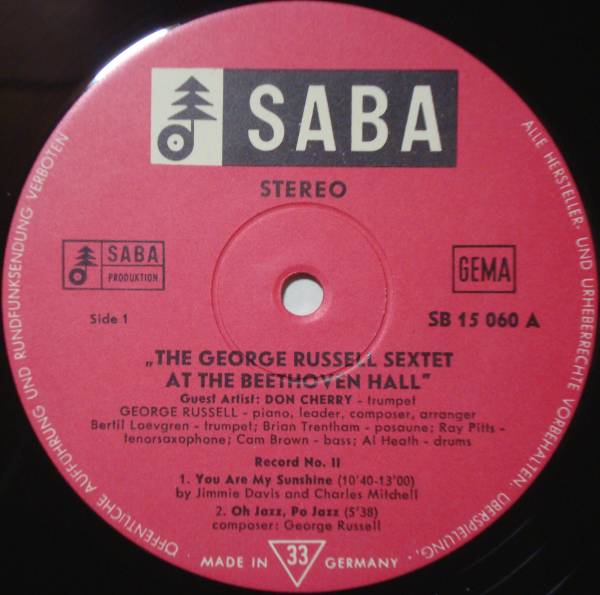 SABA
STEREO
SABA
PRODUKTION
GEMA
Side 1
SB 15 060 A
„THE GEORGE RUSSELL SEXTET
AT THE BEETHOVEN HALL”
Guest Artist: DON CHERRY - trumpet
GEORGE RUSSELL - piano, leader, composer, arranger
Bertil Loevgren - trumpet; Brian Trentham - posaune; Ray Pitts -
tenorsaxophone; Cam Brown - bass; Al Heath - drums
Record No. II
1. You Are My Sunshine (10'40-13'00)
by Jimmie Davis and Charles Mitchell
2. Oh Jazz, Po Jazz (5'38)
composer: George Russell
MADE IN 33 GERMANY
ALLE HERSTELLER- UND URHEBERRECHTE VORBEHALTEN. ÜBERSPIELUNG,
ÖFFENTLICHE AUFFÜHRUNG UND RUNDFUNKSENDUNG VERBOTEN